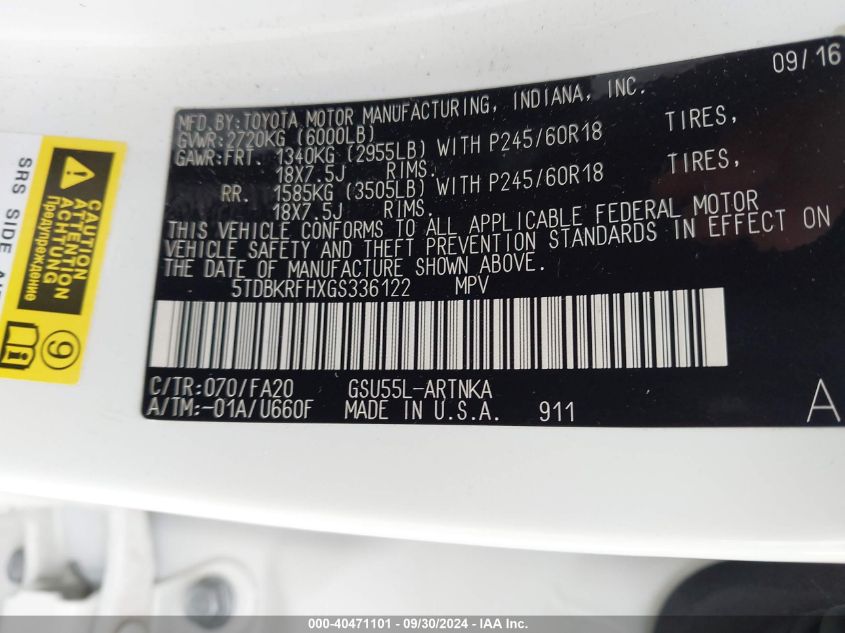 09/16
MFD.BY:TOYOTA MOTOR MANUFACTURING, INDIANA, INC.
GVWR:2720KG (6000LB)
GAWR:FRT. 1340KG (2955LB) WITH P245/60R18 TIRES,
18X7.5J RIMS.
RR. 1585KG (3505LB) WITH P245/60R18 TIRES,
18X7.5J RIMS.
THIS VEHICLE CONFORMS TO ALL APPLICABLE FEDERAL MOTOR
VEHICLE SAFETY AND THEFT PREVENTION STANDARDS IN EFFECT ON
THE DATE OF MANUFACTURE SHOWN ABOVE.
5TDBKRFHXGS336122 MPV
C/TR:070/FA20 GSU55L-ARTNKA
A/TM:-01A/U660F MADE IN U.S.A. 911
A
SRS SIDE
CAUTION
ATTENTION
ACHTUNG
Предупреждение
9
000-40471101 - 09/30/2024 - IAA Inc.